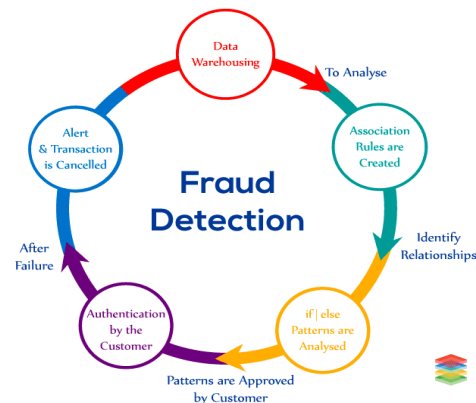 Data
Warehousing
To Analyse
Association
Rules are
Created
Identify
Relationships
if | else
Patterns are
Analysed
Patterns are Approved
by Customer
Authentication
by the
Customer
After
Failure
Alert
& Transaction
is Cancelled
Fraud
Detection